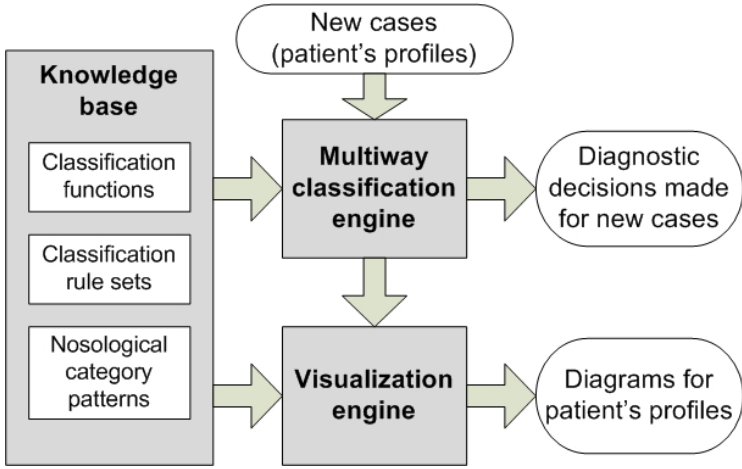 New cases
(patient's profiles)
Knowledge
base
Classification
functions
Classification
rule sets
Nosological
category
patterns
Multiway
classification
engine
Diagnostic
decisions made
for new cases
Visualization
engine
Diagrams for
patient's profiles